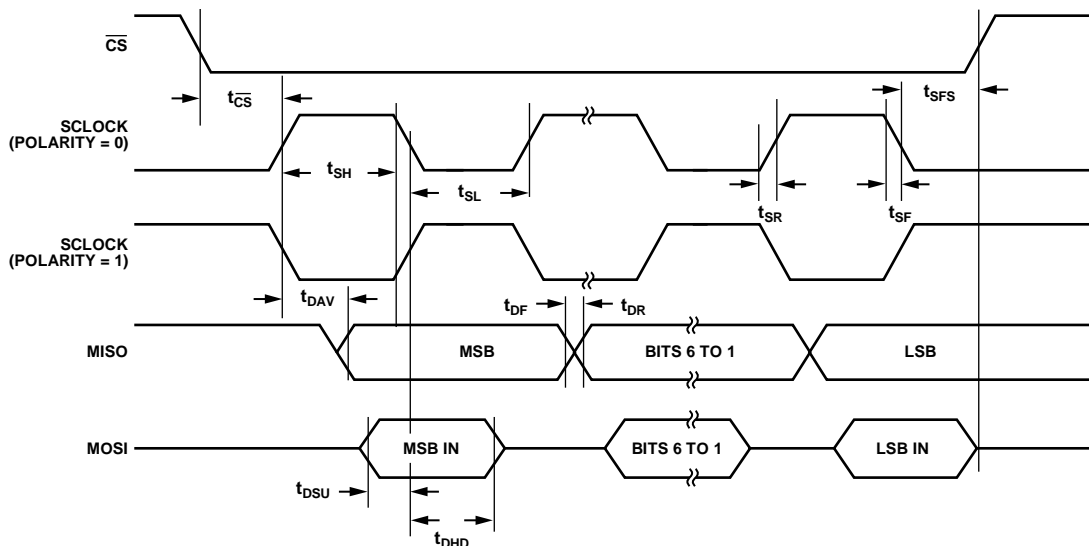 CS
tCS
tSFS
SCLOCK
(POLARITY = 0)
tSH
tSL
tSR
tSF
SCLOCK
(POLARITY = 1)
tDAV
tDF
tDR
MISO
MSB
BITS 6 TO 1
LSB
MOSI
MSB IN
BITS 6 TO 1
LSB IN
tDSU
tDHD